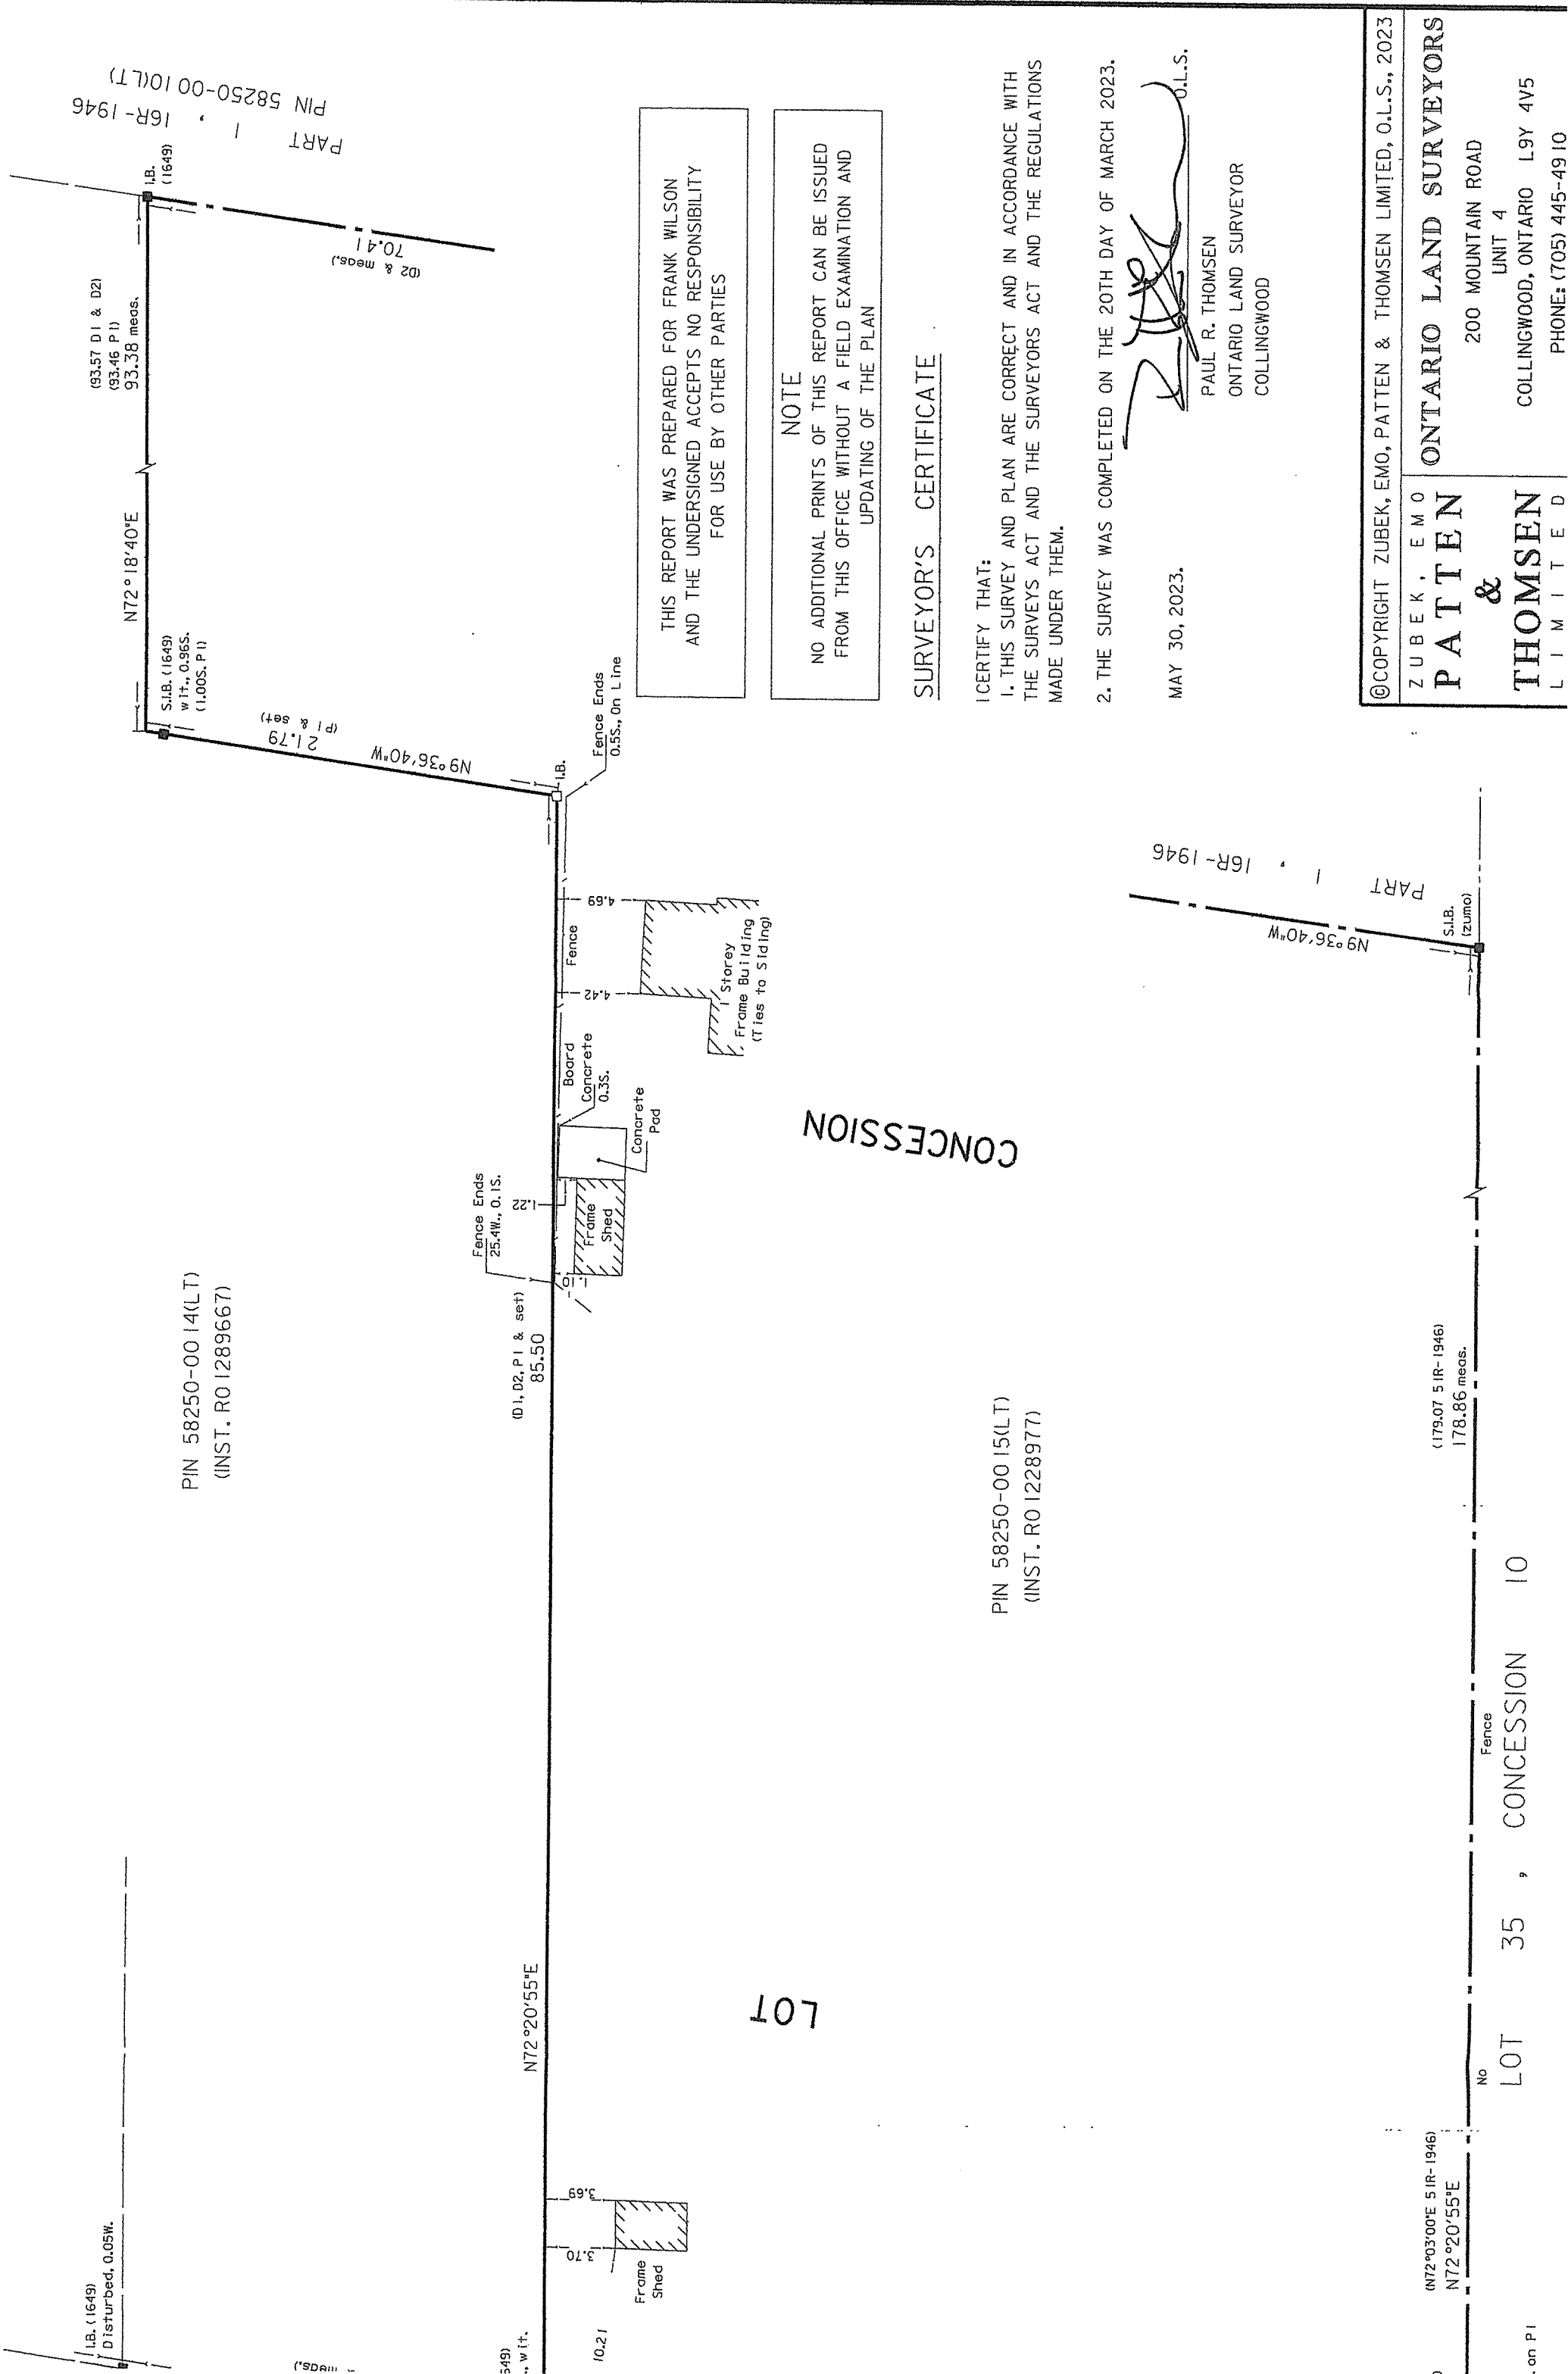 I.B. (1649)
Disturbed, 0.05W.
PIN 58250-0014(LT)
(INST. RO1289667)
N72°18'40"E
(93.57 D1 & D2)
(93.46 P1)
93.38 meas.
I.B.
(1649)
PART 1 , 16R-1946
PIN 58250-0010(LT)
70.41
(D2 & meas.)
S.I.B. (1649)
wit., 0.96S.
(1.00S. P1)
21.79
(P1 & set)
N9°36'40"W
I.B.
Fence Ends
0.5S., On Line
N72°20'55"E
(D1, D2, P1 & set)
85.50
Fence Ends
25.4W., 0.1S.
1.22
1.10
Frame
Shed
Concrete
Pad
Board
Concrete
0.3S.
Fence
4.42
4.69
1 Storey
Frame Building
(Ties to Siding)
649)
., wit.
10.21
3.70
3.69
Frame
Shed
LOT
CONCESSION
PIN 58250-0015(LT)
(INST. RO1228977)
PART 1 , 16R-1946
N9°36'40"W
S.I.B.
(zumo)
(N72°03'00"E 51R-1946)
N72°20'55"E
(179.07 51R-1946)
178.86 meas.
No
Fence
LOT 35 , CONCESSION 10
. on P1
THIS REPORT WAS PREPARED FOR FRANK WILSON
AND THE UNDERSIGNED ACCEPTS NO RESPONSIBILITY
FOR USE BY OTHER PARTIES
NOTE
NO ADDITIONAL PRINTS OF THIS REPORT CAN BE ISSUED
FROM THIS OFFICE WITHOUT A FIELD EXAMINATION AND
UPDATING OF THE PLAN
SURVEYOR'S CERTIFICATE
I CERTIFY THAT:
1. THIS SURVEY AND PLAN ARE CORRECT AND IN ACCORDANCE WITH
THE SURVEYS ACT AND THE SURVEYORS ACT AND THE REGULATIONS
MADE UNDER THEM.
2. THE SURVEY WAS COMPLETED ON THE 20TH DAY OF MARCH 2023.
MAY 30, 2023.
O.L.S.
PAUL R. THOMSEN
ONTARIO LAND SURVEYOR
COLLINGWOOD
©COPYRIGHT ZUBEK, EMO, PATTEN & THOMSEN LIMITED, O.L.S., 2023
ZUBEK, EMO
PATTEN
&
THOMSEN
LIMITED
ONTARIO LAND SURVEYORS
200 MOUNTAIN ROAD
UNIT 4
COLLINGWOOD, ONTARIO L9Y 4V5
PHONE: (705) 445-4910